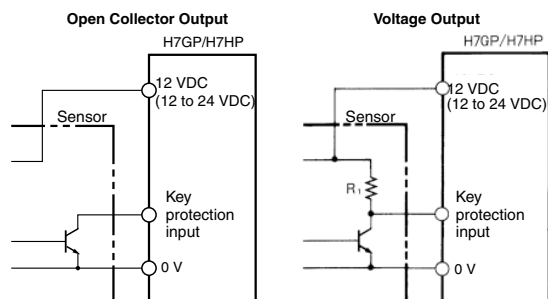 Open Collector Output
H7GP/H7HP
12 VDC
(12 to 24 VDC)
Sensor
Key
protection
input
0 V
Voltage Output
H7GP/H7HP
12 VDC
(12 to 24 VDC)
Sensor
R₁
Key
protection
input
0 V